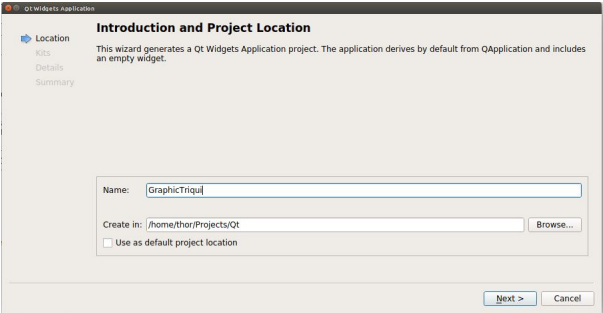 Qt Widgets Application
Introduction and Project Location
Location
Kits
Details
Summary
This wizard generates a Qt Widgets Application project. The application derives by default from QApplication and includes
an empty widget.
Name: GraphicTriqui
Create in: /home/thor/Projects/Qt Browse...
Use as default project location
Next > Cancel